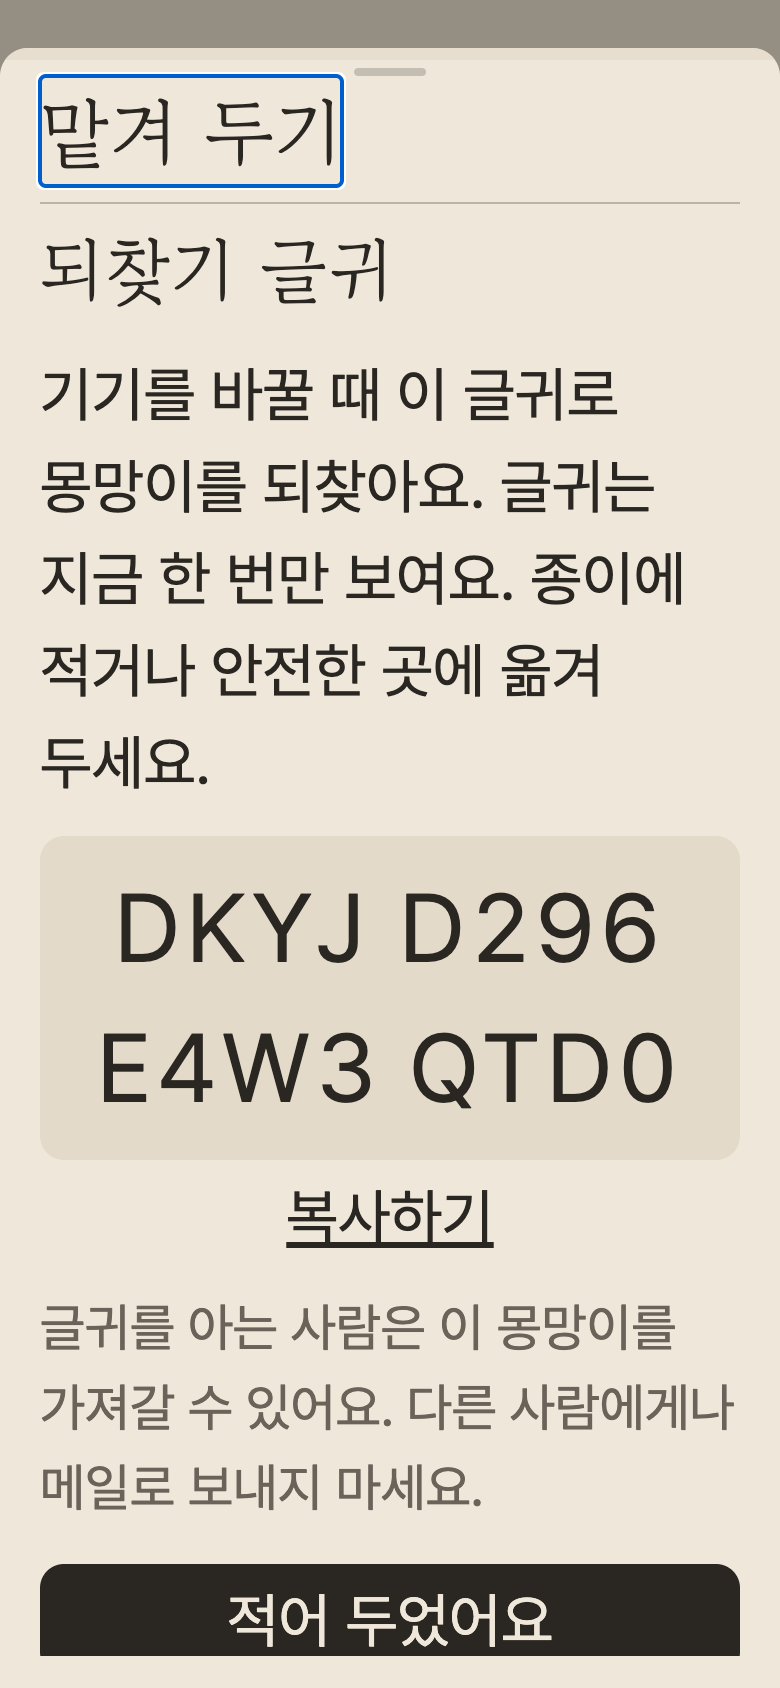 맡겨 두기
되찾기 글귀
기기를 바꿀 때 이 글귀로
몽망이를 되찾아요. 글귀는
지금 한 번만 보여요. 종이에
적거나 안전한 곳에 옮겨
두세요.
DKYJ D296
E4W3 QTD0
복사하기
글귀를 아는 사람은 이 몽망이를
가져갈 수 있어요. 다른 사람에게나
메일로 보내지 마세요.
적어 두었어요